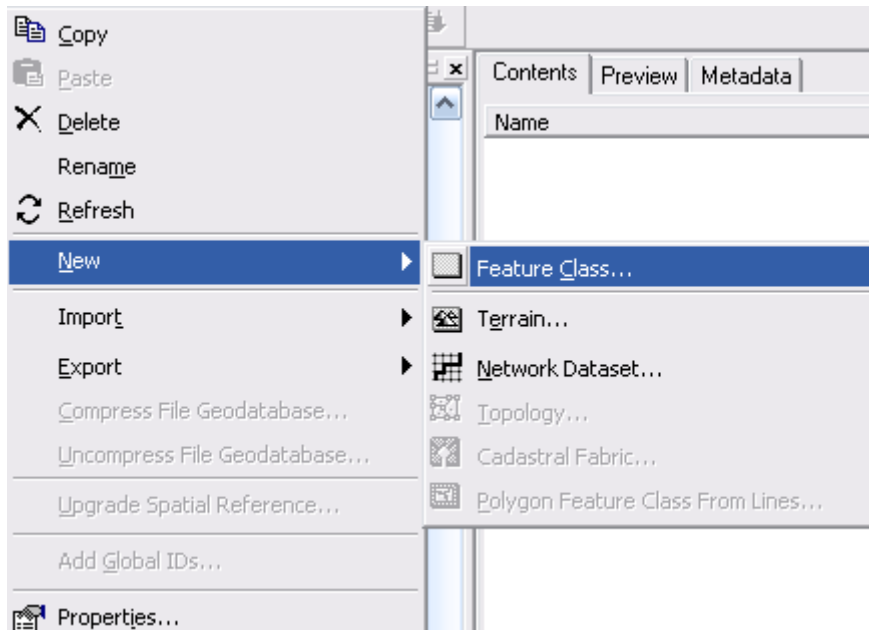 Copy
Paste
Delete
Rename
Refresh
New
Import
Export
Compress File Geodatabase...
Uncompress File Geodatabase...
Upgrade Spatial Reference...
Add Global IDs...
Properties...
Contents Preview Metadata
Name
Feature Class...
Terrain...
Network Dataset...
Topology...
Cadastral Fabric...
Polygon Feature Class From Lines...